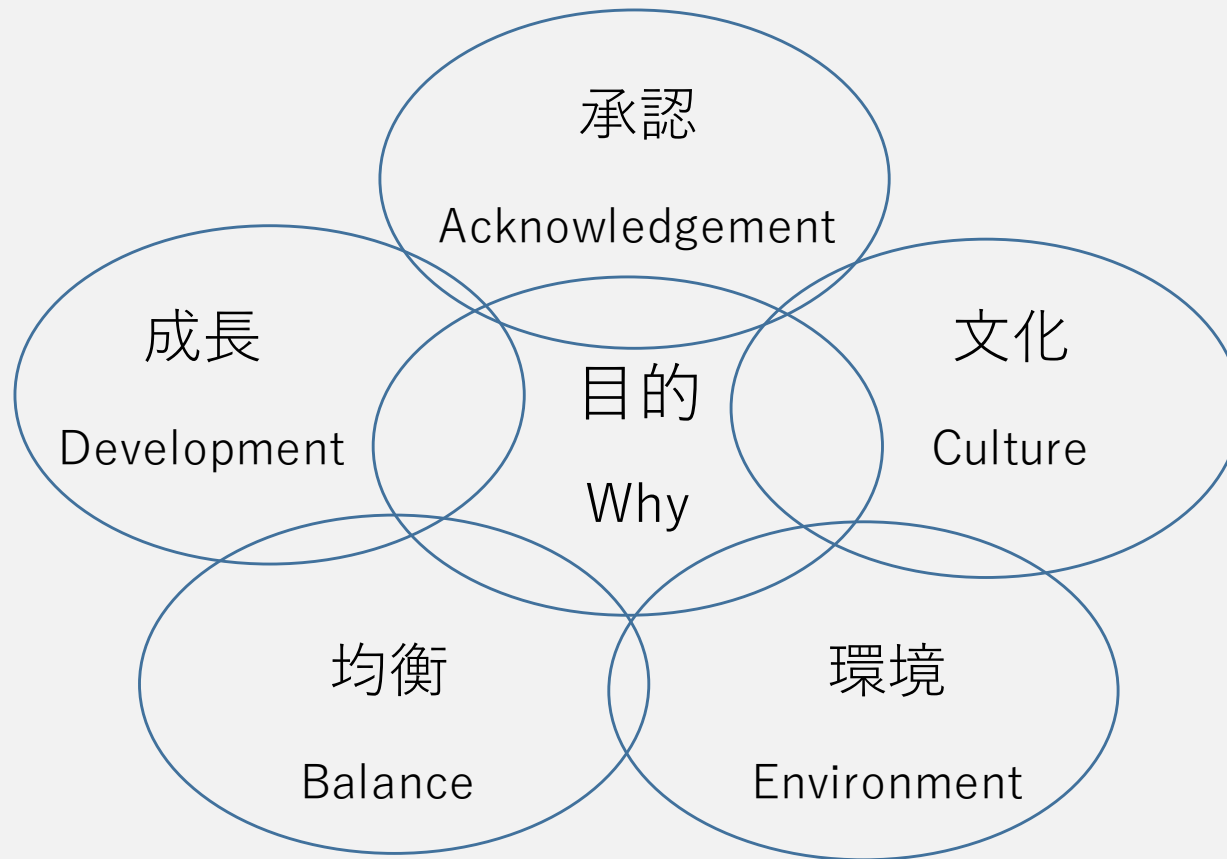 承認
Acknowledgement
成長
Development
目的
Why
文化
Culture
均衡
Balance
環境
Environment